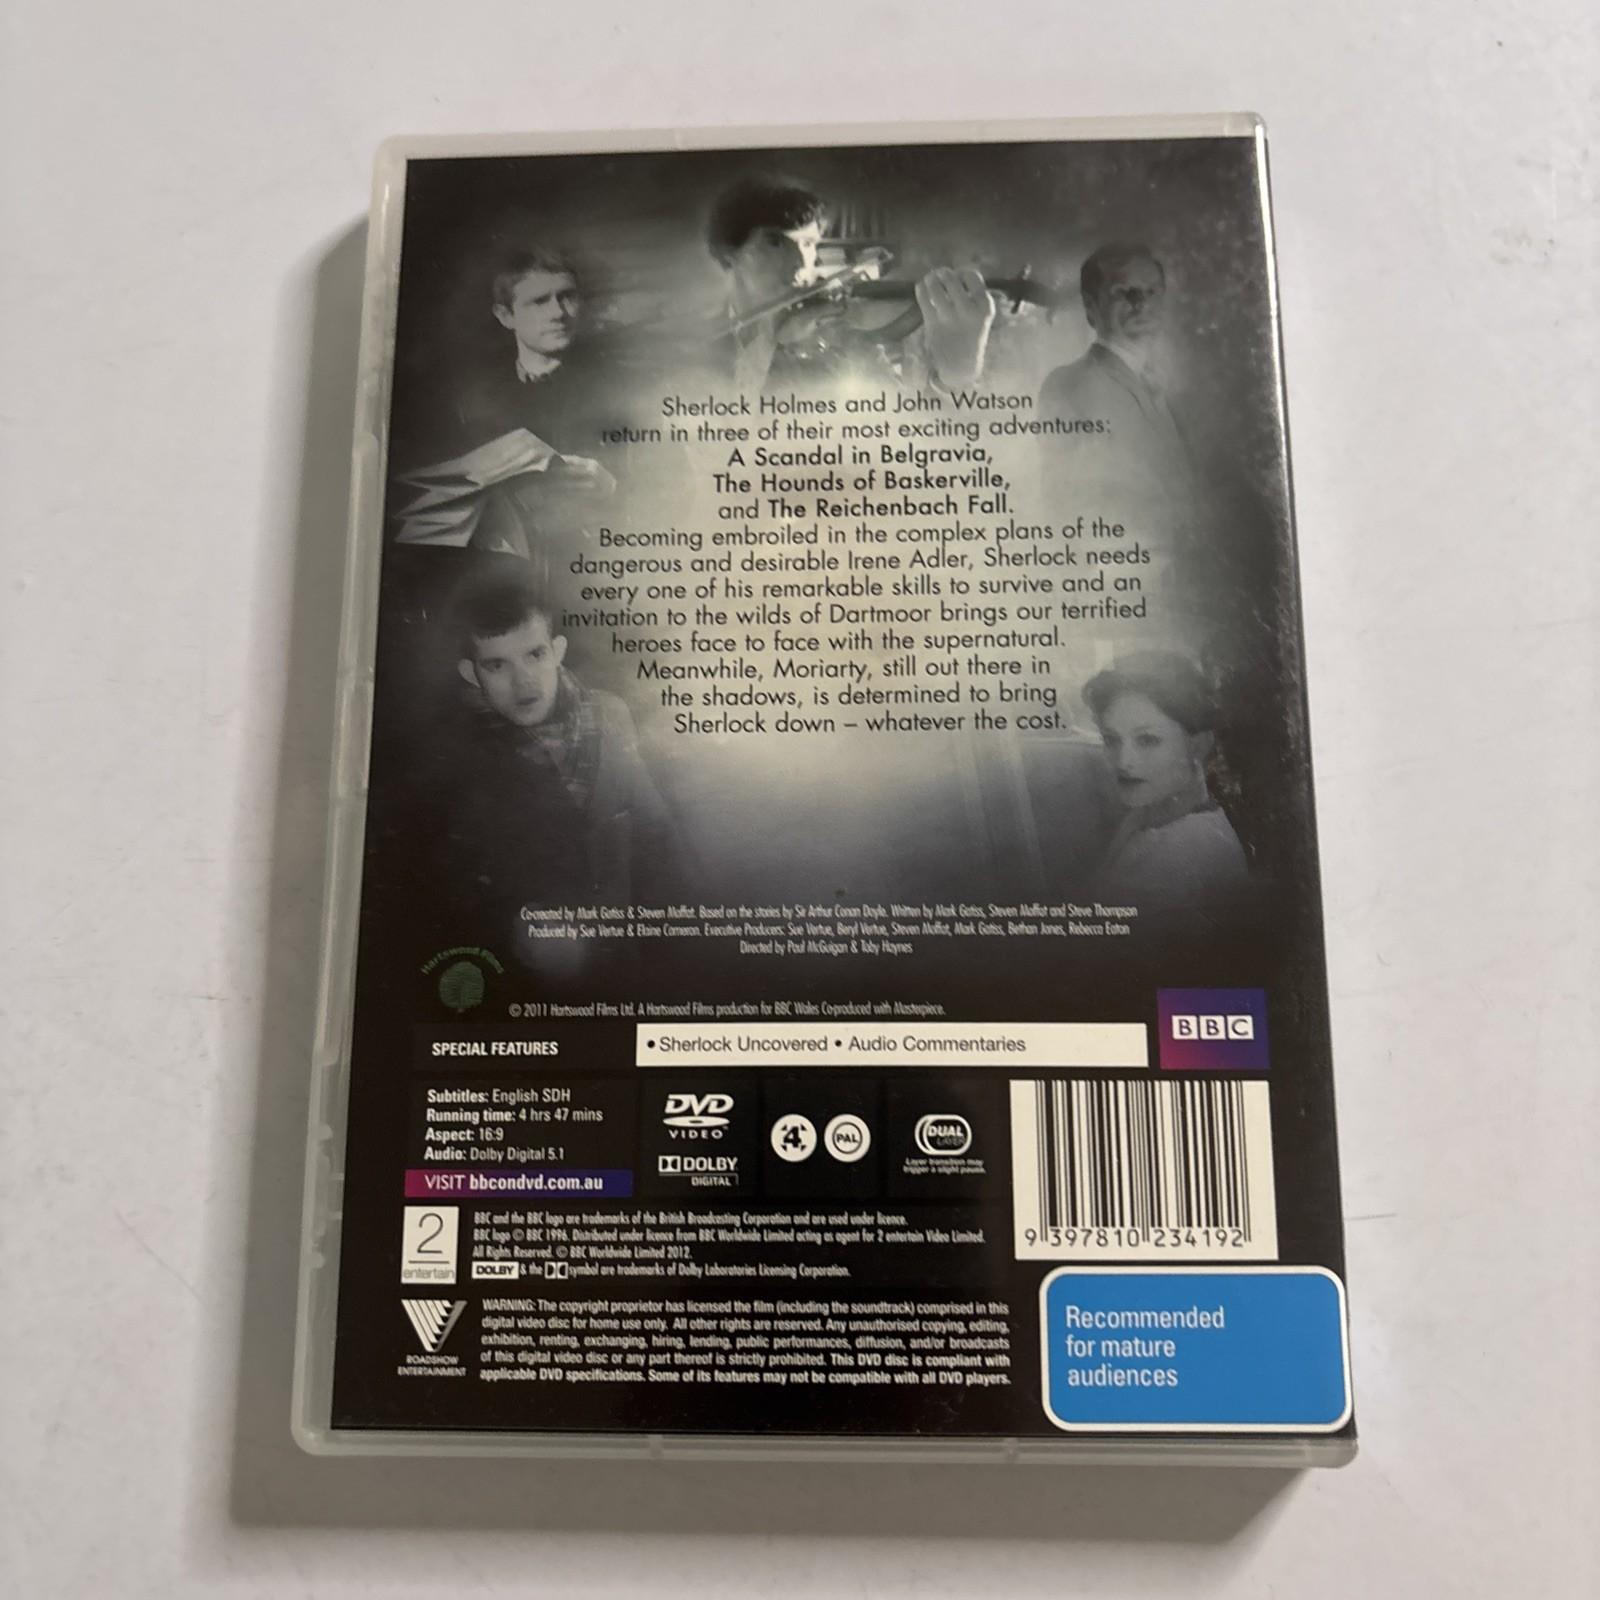 Sherlock Holmes and John Watson
return in three of their most exciting adventures:
A Scandal in Belgravia,
The Hounds of Baskerville,
and The Reichenbach Fall.
Becoming embroiled in the complex plans of the
dangerous and desirable Irene Adler, Sherlock needs
every one of his remarkable skills to survive and an
invitation to the wilds of Dartmoor brings our terrified
heroes face to face with the supernatural.
Meanwhile, Moriarty, still out there in
the shadows, is determined to bring
Sherlock down – whatever the cost.
Co-created by Mark Gatiss & Steven Moffat. Based on the stories by Sir Arthur Conan Doyle. Written by Mark Gatiss, Steven Moffat and Steve Thompson
Produced by Sue Vertue & Elaine Cameron. Executive Producers: Sue Vertue, Beryl Vertue, Steven Moffat, Mark Gatiss, Bethan Jones, Rebecca Eaton
Directed by Paul McGuigan & Toby Haynes
Hartswood Films
© 2011 Hartswood Films Ltd. A Hartswood Films production for BBC Wales Co-produced with Masterpiece.
BBC
SPECIAL FEATURES
• Sherlock Uncovered • Audio Commentaries
Subtitles: English SDH
Running time: 4 hrs 47 mins
Aspect: 16:9
Audio: Dolby Digital 5.1
VISIT bbcondvd.com.au
DVD
VIDEO
DOLBY
DIGITAL
4
PAL
DUAL
LAYER
Layer transition may
trigger a slight pause.
9 397810 234192
2
entertain
BBC and the BBC logo are trademarks of the British Broadcasting Corporation and are used under licence.
BBC logo © BBC 1996. Distributed under licence from BBC Worldwide Limited acting as agent for 2 entertain Video Limited.
All Rights Reserved. © BBC Worldwide Limited 2012.
DOLBY & the symbol are trademarks of Dolby Laboratories Licensing Corporation.
ROADSHOW
ENTERTAINMENT
WARNING: The copyright proprietor has licensed the film (including the soundtrack) comprised in this
digital video disc for home use only. All other rights are reserved. Any unauthorised copying, editing,
exhibition, renting, exchanging, hiring, lending, public performances, diffusion, and/or broadcasts
of this digital video disc or any part thereof is strictly prohibited. This DVD disc is compliant with
applicable DVD specifications. Some of its features may not be compatible with all DVD players.
Recommended
for mature
audiences